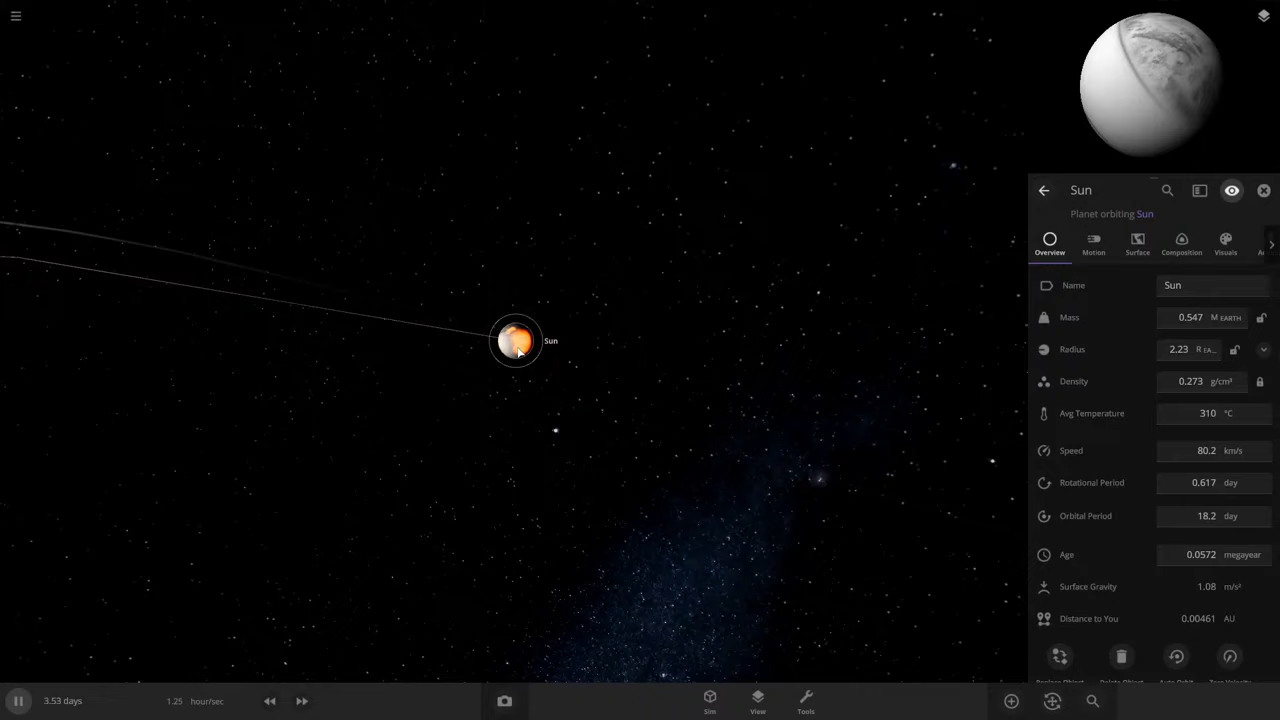 Sun
Planet orbiting Sun
Overview
Motion
Surface
Composition
Visuals
Name Sun
Mass 0.547 M EARTH
Radius 2.23 R EA...
Density 0.273 g/cm³
Avg Temperature 310 °C
Speed 80.2 km/s
Rotational Period 0.617 day
Orbital Period 18.2 day
Age 0.0572 megayear
Surface Gravity 1.08 m/s²
Distance to You 0.00461 AU
Sun
3.53 days
1.25 hour/sec
Sim
View
Tools